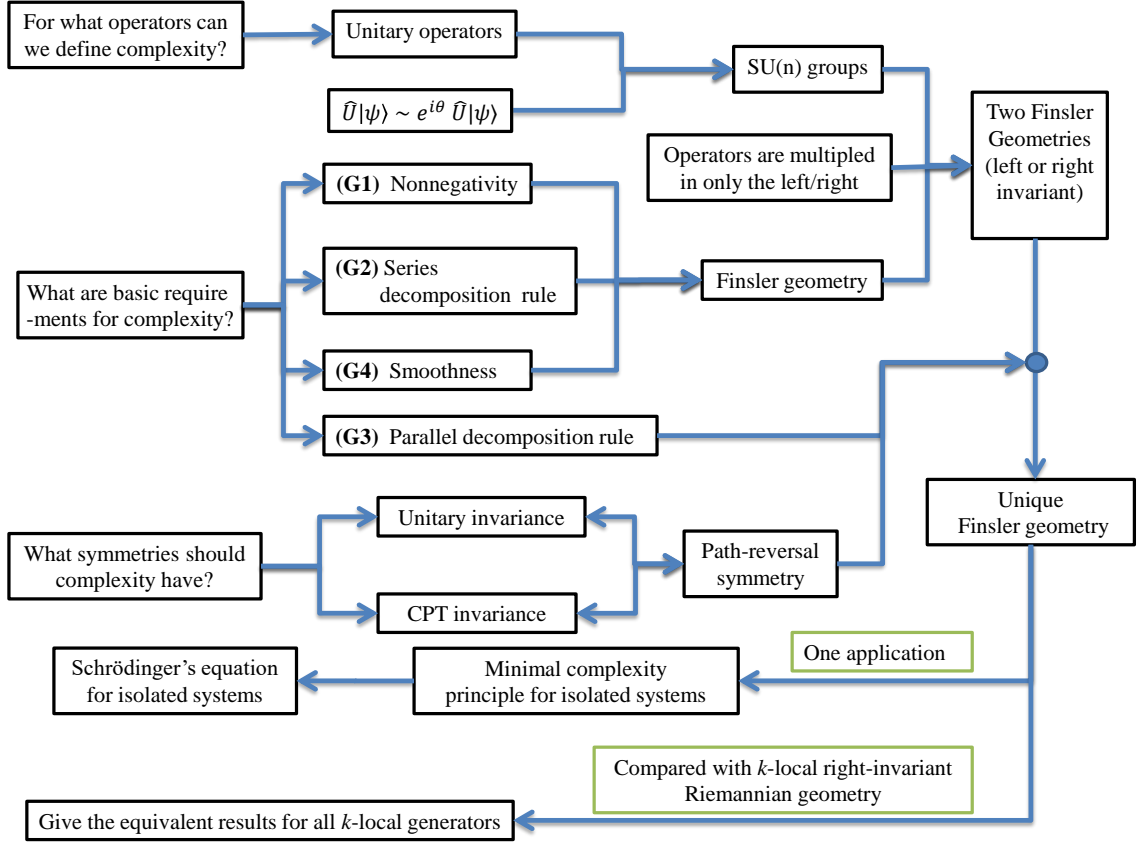 For what operators can
we define complexity?
Unitary operators
Û|ψ⟩ ~ e^{iθ} Û|ψ⟩
SU(n) groups
Operators are multipled
in only the left/right
Two Finsler
Geometries
(left or right
invariant)
What are basic require
-ments for complexity?
(G1) Nonnegativity
(G2) Series
decomposition rule
(G4) Smoothness
(G3) Parallel decomposition rule
Finsler geometry
Unique
Finsler geometry
What symmetries should
complexity have?
Unitary invariance
CPT invariance
Path-reversal
symmetry
One application
Minimal complexity
principle for isolated systems
Schrödinger's equation
for isolated systems
Compared with k-local right-invariant
Riemannian geometry
Give the equivalent results for all k-local generators